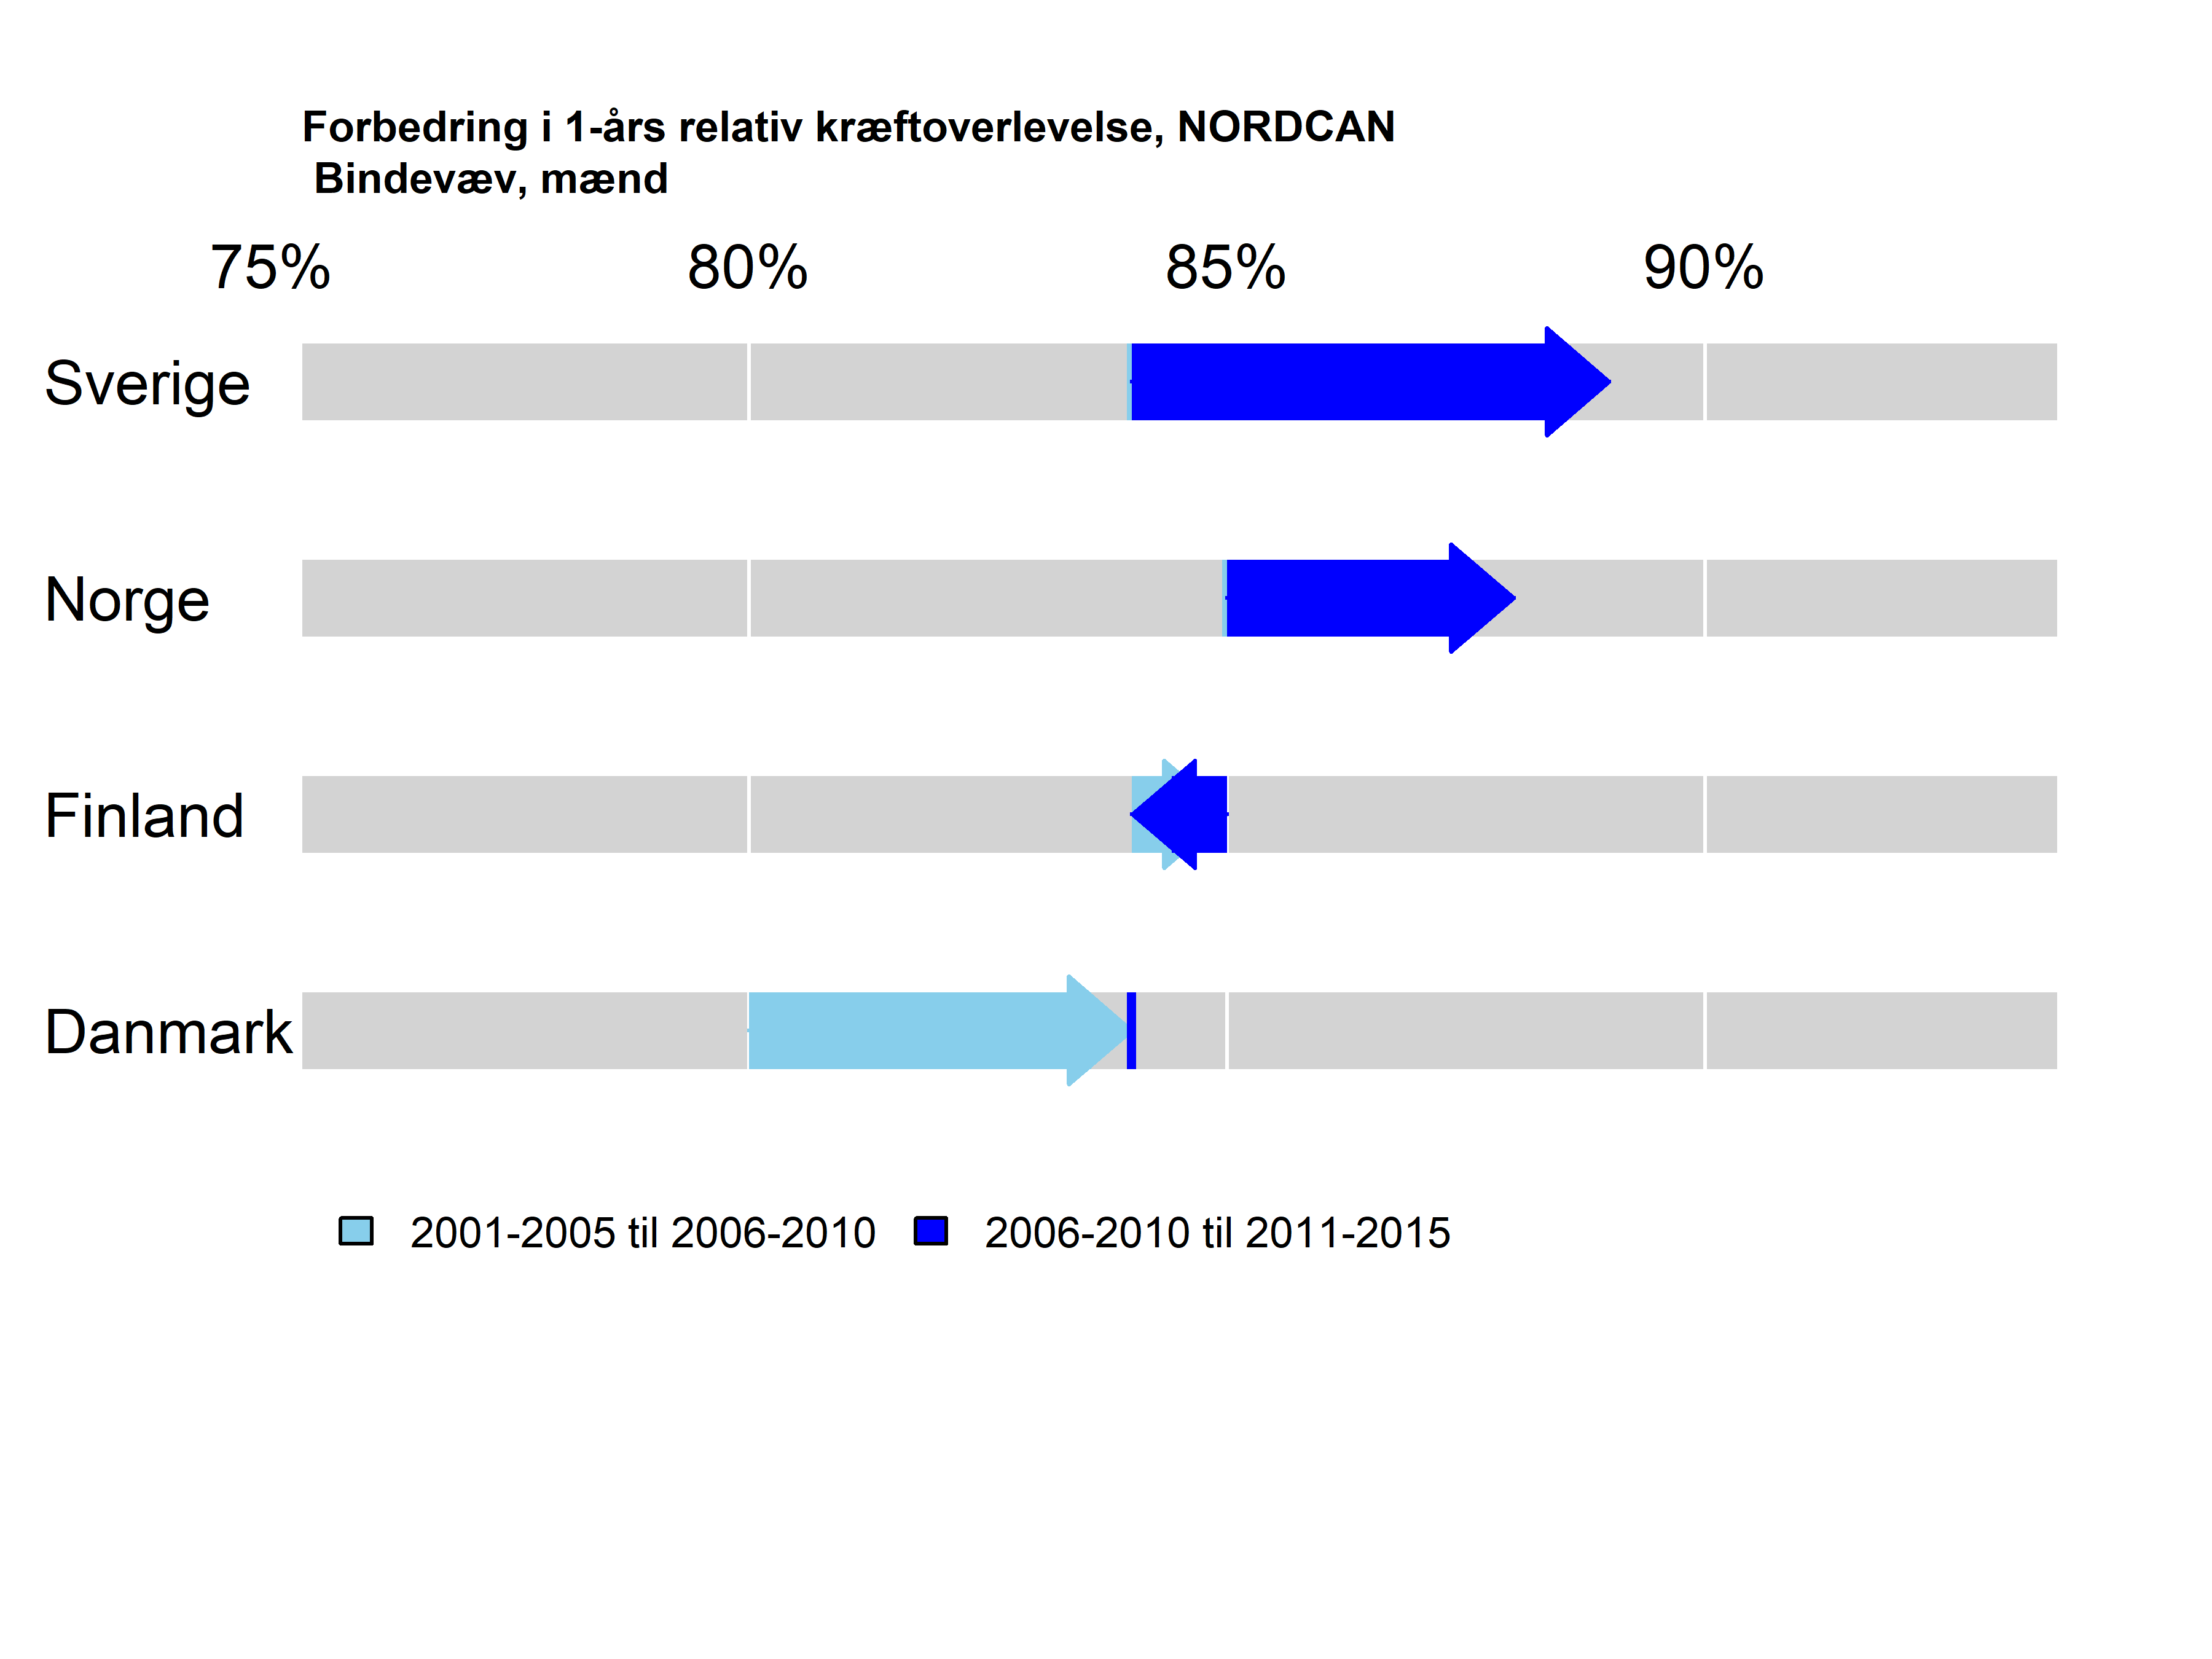 Forbedring i 1-års relativ kræftoverlevelse, NORDCAN
Bindevæv, mænd
75% 80% 85% 90%
Sverige
Norge
Finland
Danmark
2001-2005 til 2006-2010 2006-2010 til 2011-2015